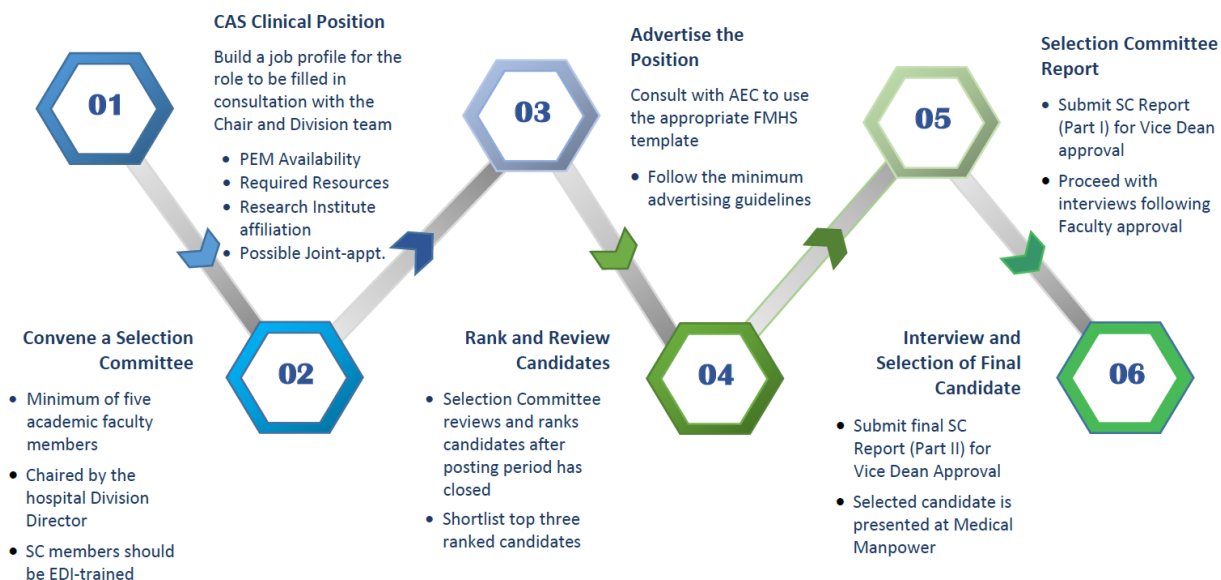 01
CAS Clinical Position
Build a job profile for the
role to be filled in
consultation with the
Chair and Division team
• PEM Availability
• Required Resources
• Research Institute
affiliation
• Possible Joint-appt.
02
Convene a Selection
Committee
• Minimum of five
academic faculty
members
• Chaired by the
hospital Division
Director
• SC members should
be EDI-trained
03
Advertise the
Position
Consult with AEC to use
the appropriate FMHS
template
• Follow the minimum
advertising guidelines
04
Rank and Review
Candidates
• Selection Committee
reviews and ranks
candidates after
posting period has
closed
• Shortlist top three
ranked candidates
05
Selection Committee
Report
• Submit SC Report
(Part I) for Vice Dean
approval
• Proceed with
interviews following
Faculty approval
06
Interview and
Selection of Final
Candidate
• Submit final SC
Report (Part II) for
Vice Dean Approval
• Selected candidate is
presented at Medical
Manpower